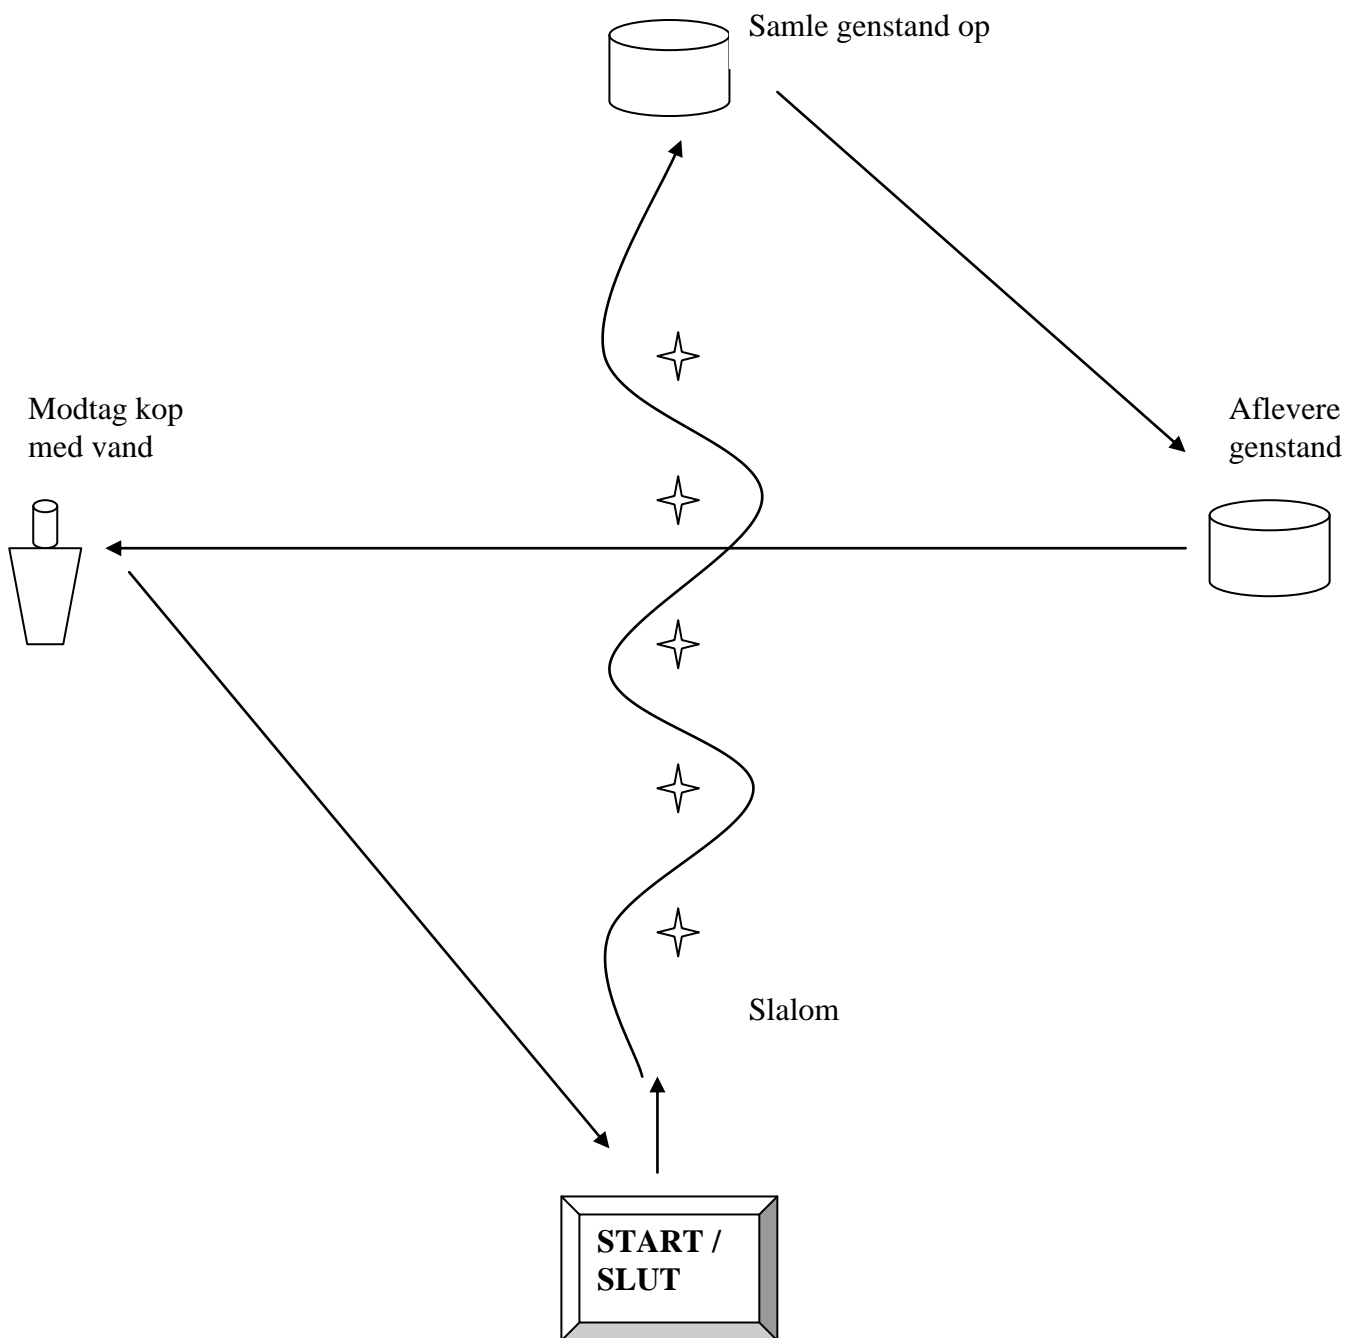 Samle genstand op
Modtag kop
med vand
Aflevere
genstand
Slalom
START /
SLUT